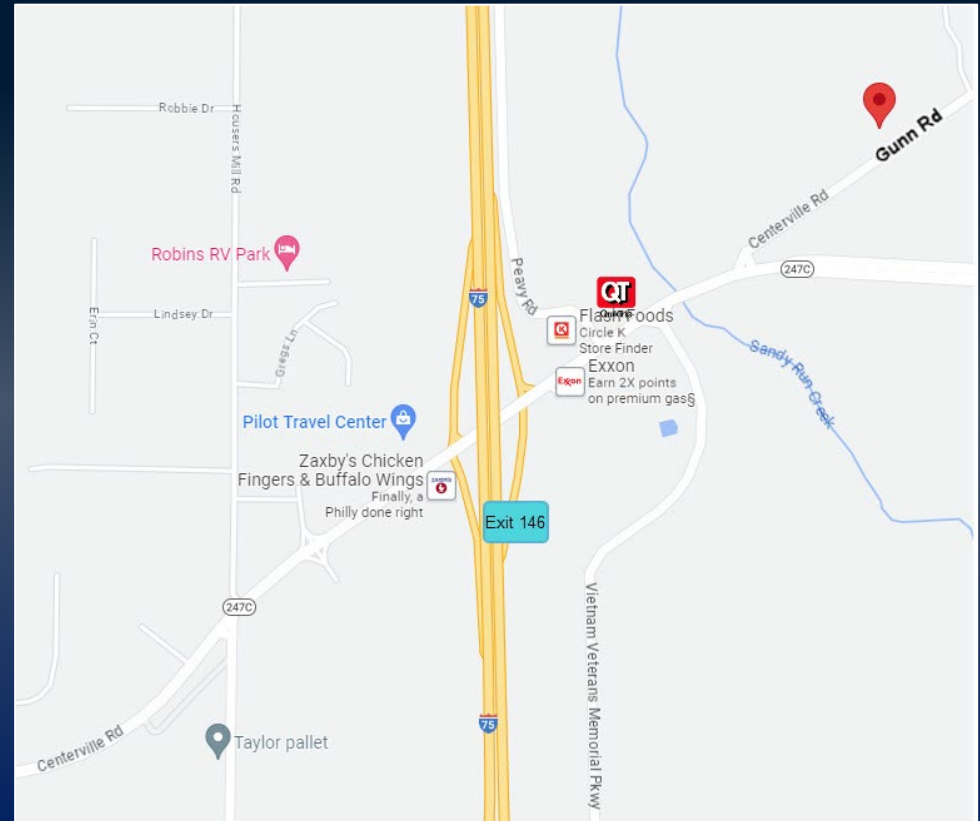 Robbie Dr
Housers Mill Rd
Gunn Rd
Centerville Rd
Robins RV Park
247C
75
Peavy Rd
QT
QuikTrip
Flash Foods
Circle K
Store Finder
Erin Ct
Lindsey Dr
Gregs Ln
Exxon
Exxon
Earn 2X points
on premium gas§
Sandy Run Creek
Pilot Travel Center
Zaxby's Chicken
Fingers & Buffalo Wings
Finally, a
Philly done right
Exit 146
247C
Vietnam Veterans Memorial Pkwy
75
Centerville Rd
Taylor pallet